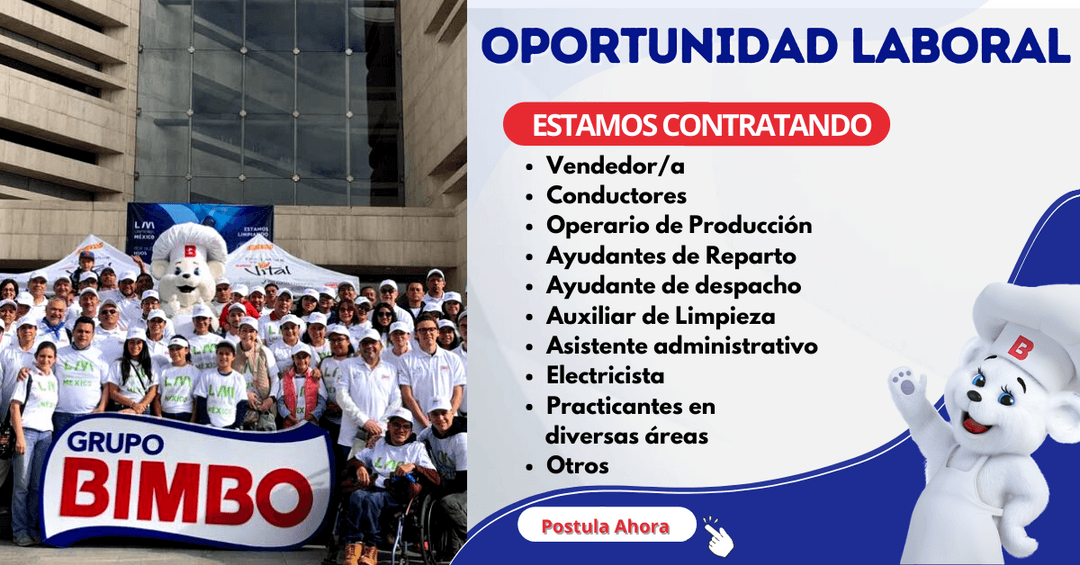 OPORTUNIDAD LABORAL
ESTAMOS CONTRATANDO
• Vendedor/a
• Conductores
• Operario de Producción
• Ayudantes de Reparto
• Ayudante de despacho
• Auxiliar de Limpieza
• Asistente administrativo
• Electricista
• Practicantes en
diversas áreas
• Otros
Postula Ahora
B
LM
MÉXICO
ESTAMOS
LIMPIANDO
Vital
B
GRUPO
BIMBO